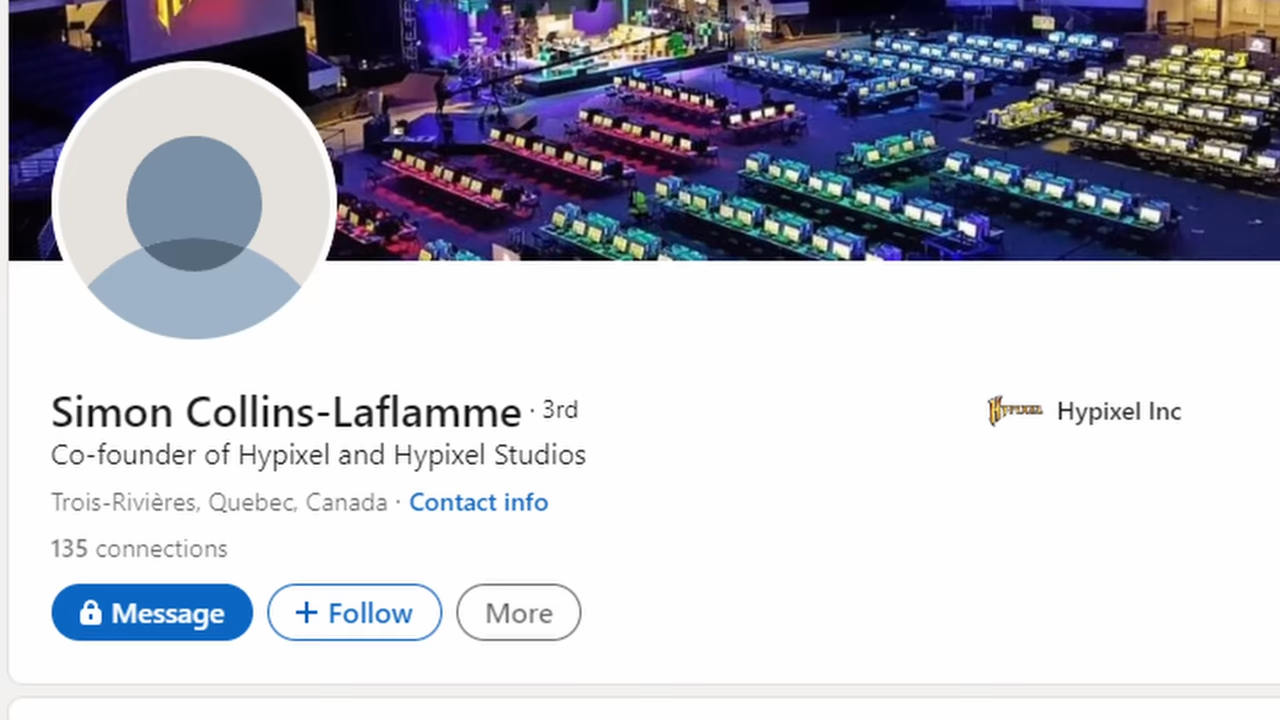 Simon Collins-Laflamme · 3rd
Hypixel Inc
Co-founder of Hypixel and Hypixel Studios
Trois-Rivières, Quebec, Canada · Contact info
135 connections
Message
+ Follow
More